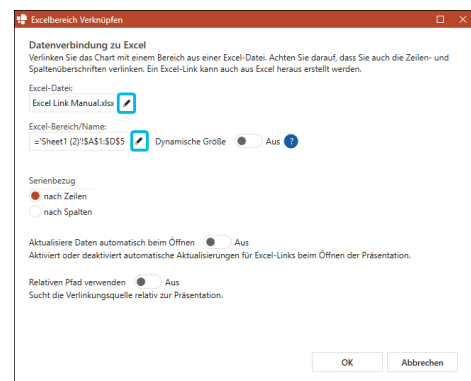 Excelbereich Verknüpfen
Datenverbindung zu Excel
Verlinken Sie das Chart mit einem Bereich aus einer Excel-Datei. Achten Sie darauf, dass Sie auch die Zeilen- und
Spaltenüberschriften verlinken. Ein Excel-Link kann auch aus Excel heraus erstellt werden.
Excel-Datei:
Excel Link Manual.xlsx
Excel-Bereich/Name:
='Sheet1 (2)'!$A$1:$D$5 Dynamische Größe Aus ?
Serienbezug
nach Zeilen
nach Spalten
Aktualisiere Daten automatisch beim Öffnen Aus
Aktiviert oder deaktiviert automatische Aktualisierungen für Excel-Links beim Öffnen der Präsentation.
Relativen Pfad verwenden Aus
Sucht die Verlinkungsquelle relativ zur Präsentation.
OK Abbrechen